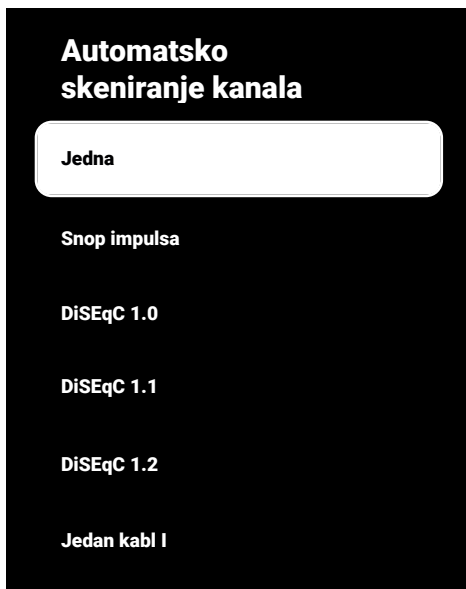 Automatsko
skeniranje kanala
Jedna
Snop impulsa
DiSEqC 1.0
DiSEqC 1.1
DiSEqC 1.2
Jedan kabl I